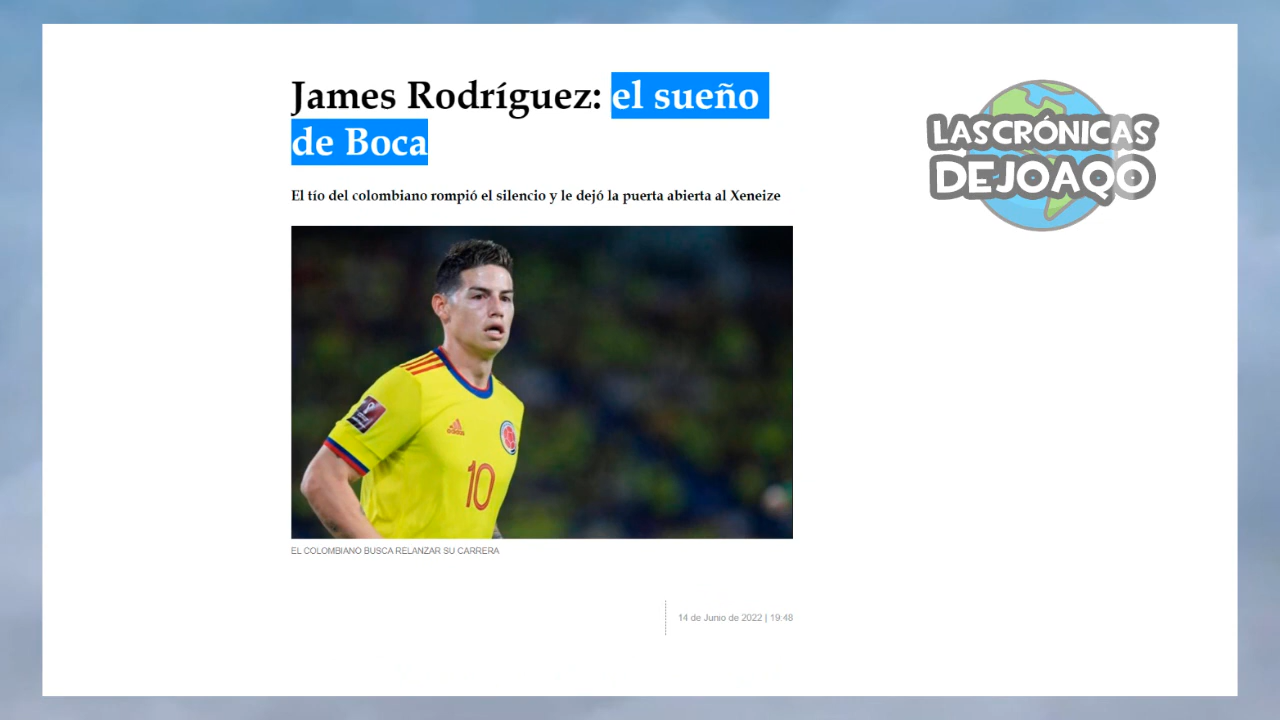 James Rodríguez: el sueño
de Boca
LASCRÓNICAS
DEJOAQO
El tío del colombiano rompió el silencio y le dejó la puerta abierta al Xeneize
adidas
10
EL COLOMBIANO BUSCA RELANZAR SU CARRERA
14 de Junio de 2022 | 19:48